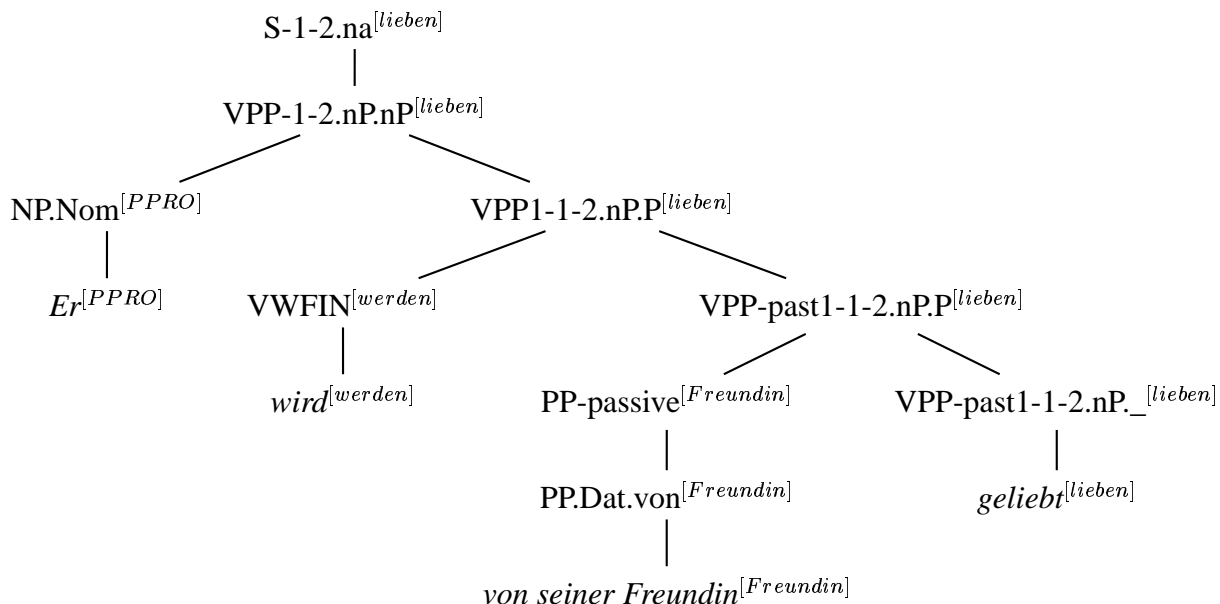 S-1-2.na[lieben]
VPP-1-2.nP.nP[lieben]
NP.Nom[PPRO] VPP1-1-2.nP.P[lieben]
Er[PPRO] VWFIN[werden] VPP-past1-1-2.nP.P[lieben]
wird[werden] PP-passive[Freundin] VPP-past1-1-2.nP._[lieben]
PP.Dat.von[Freundin] geliebt[lieben]
von seiner Freundin[Freundin]